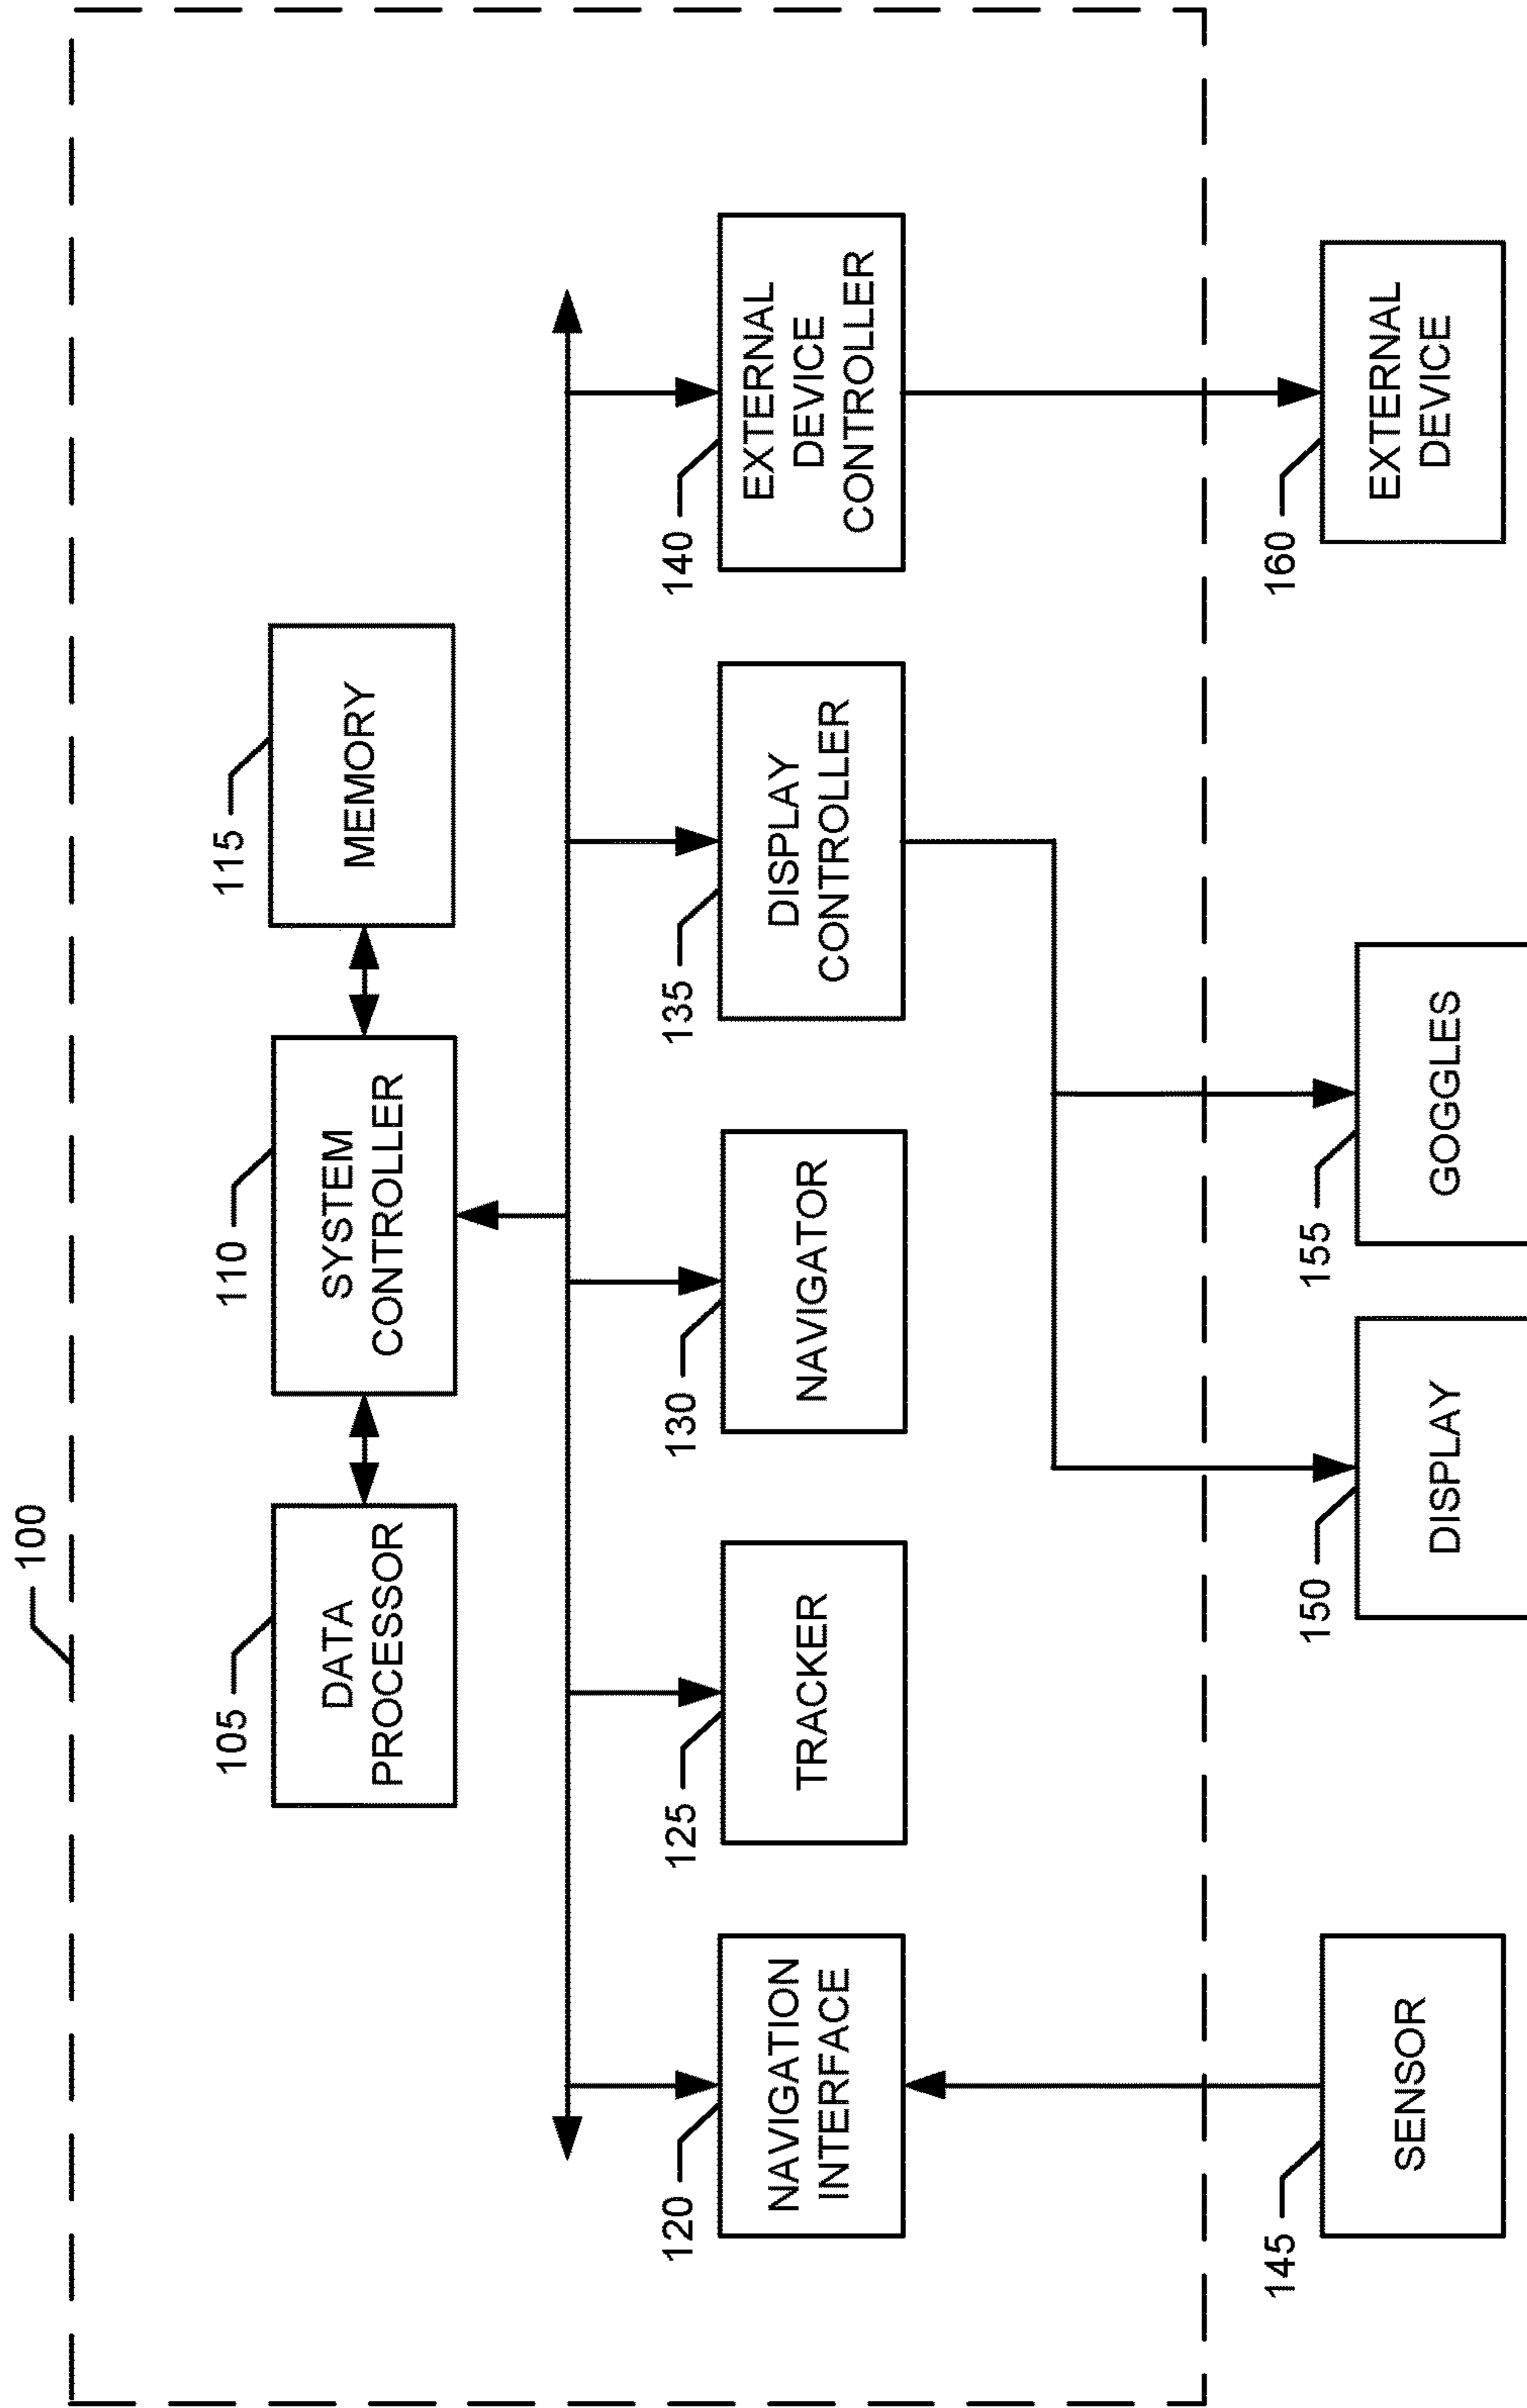 100
105
DATA
PROCESSOR
110
SYSTEM
CONTROLLER
115
MEMORY
120
NAVIGATION
INTERFACE
125
TRACKER
130
NAVIGATOR
135
DISPLAY
CONTROLLER
140
EXTERNAL
DEVICE
CONTROLLER
145
SENSOR
150
DISPLAY
155
GOGGLES
160
EXTERNAL
DEVICE